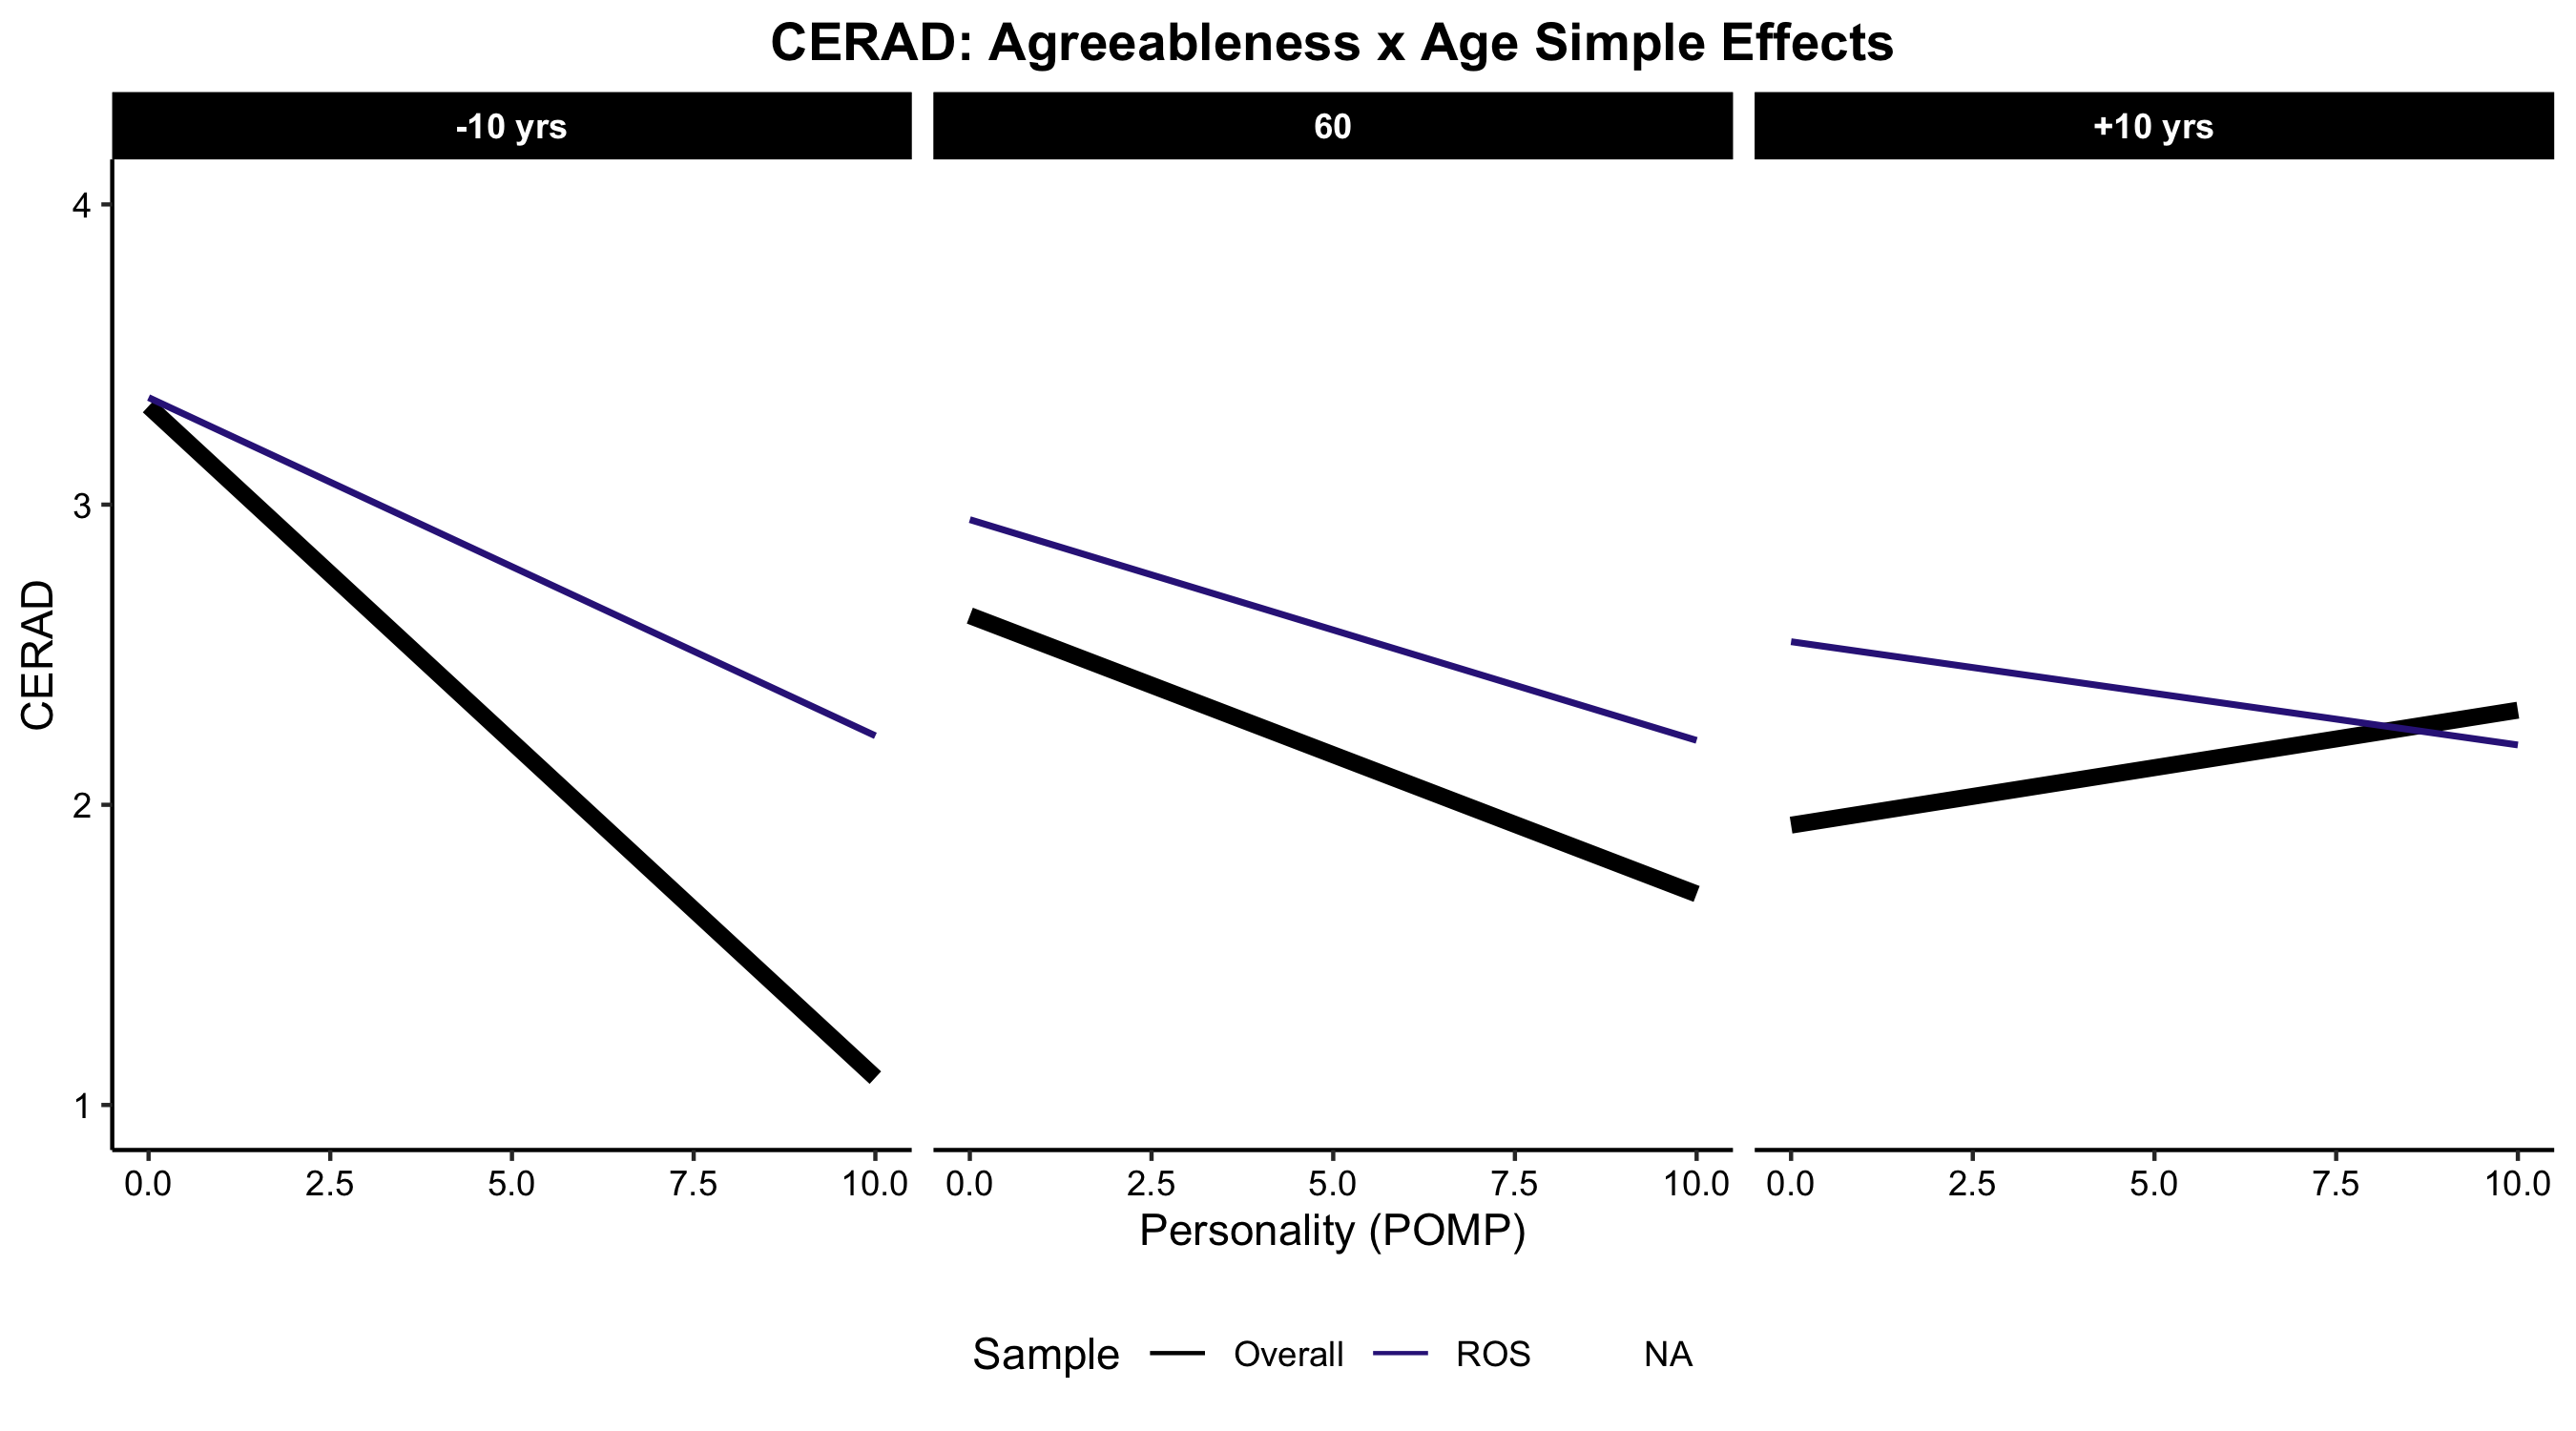 CERAD: Agreeableness x Age Simple Effects
-10 yrs 60 +10 yrs
4
3
2
1
CERAD
0.0 2.5 5.0 7.5 10.0 0.0 2.5 5.0 7.5 10.0 0.0 2.5 5.0 7.5 10.0
Personality (POMP)
Sample Overall ROS NA